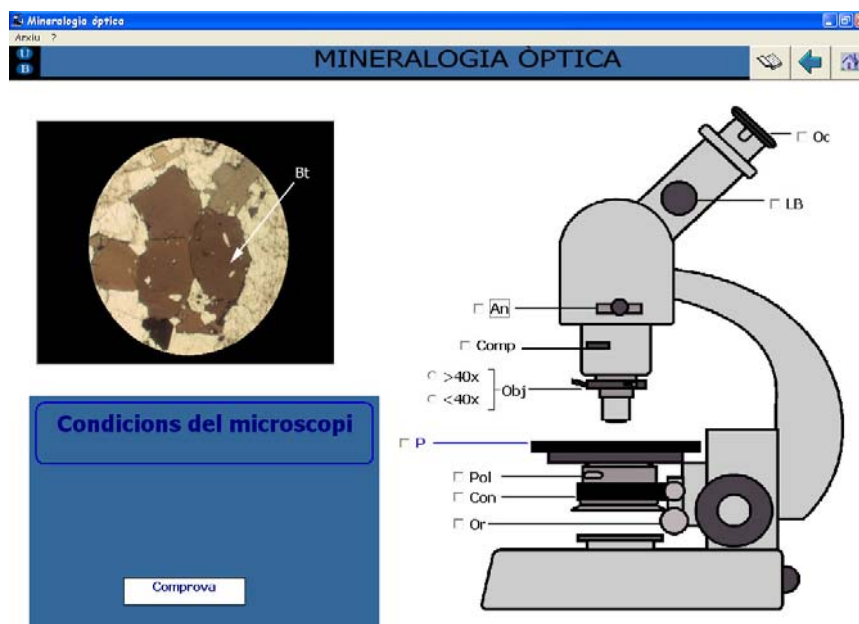 Mineralogia óptica
Arxiu ?
U
B
MINERALOGIA ÒPTICA
Bt
Condicions del microscopi
Comprova
Oc
LB
An
Comp
>40x
<40x
Obj
P
Pol
Con
Or